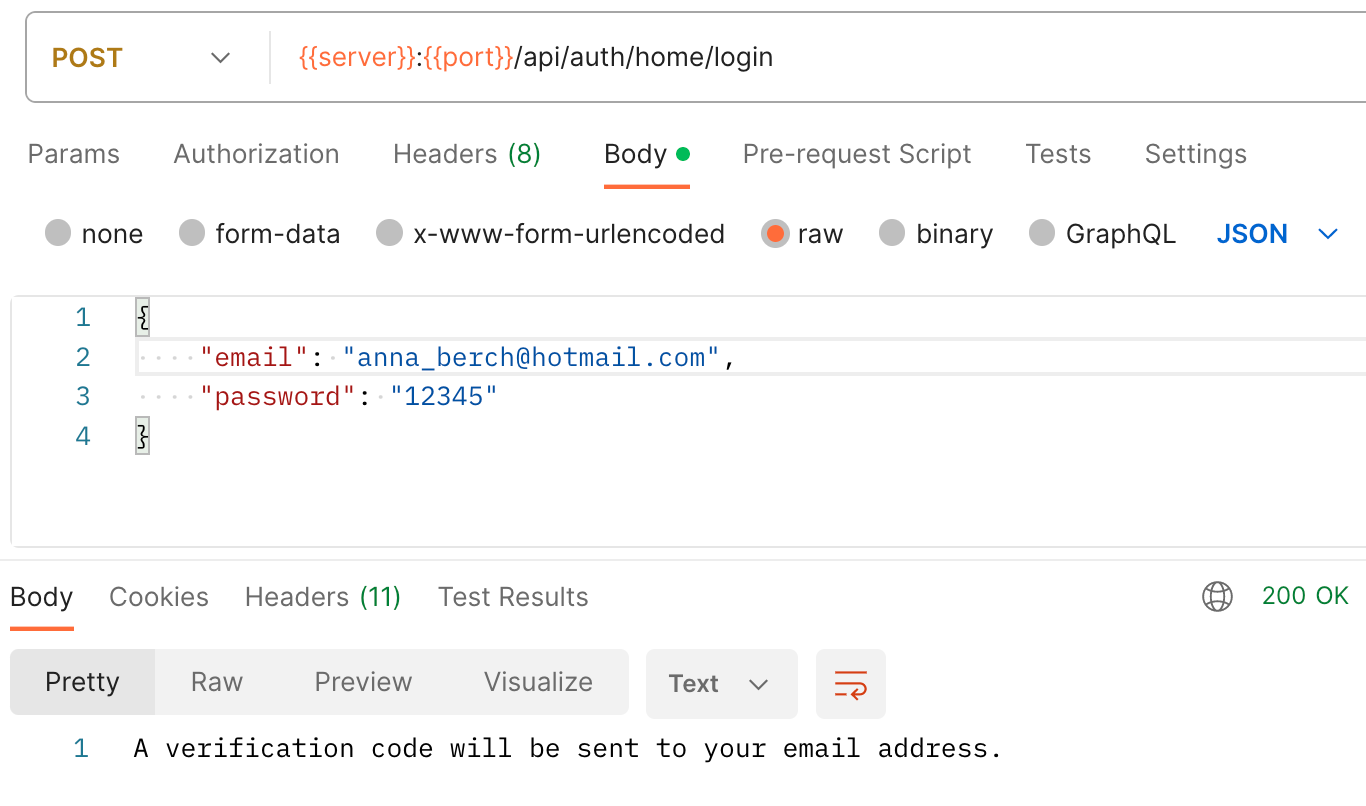 POST {{server}}:{{port}}/api/auth/home/login
Params Authorization Headers (8) Body Pre-request Script Tests Settings
none form-data x-www-form-urlencoded raw binary GraphQL JSON
1 {
2 "email": "anna_berch@hotmail.com",
3 "password": "12345"
4 }
Body Cookies Headers (11) Test Results 200 OK
Pretty Raw Preview Visualize Text
1 A verification code will be sent to your email address.